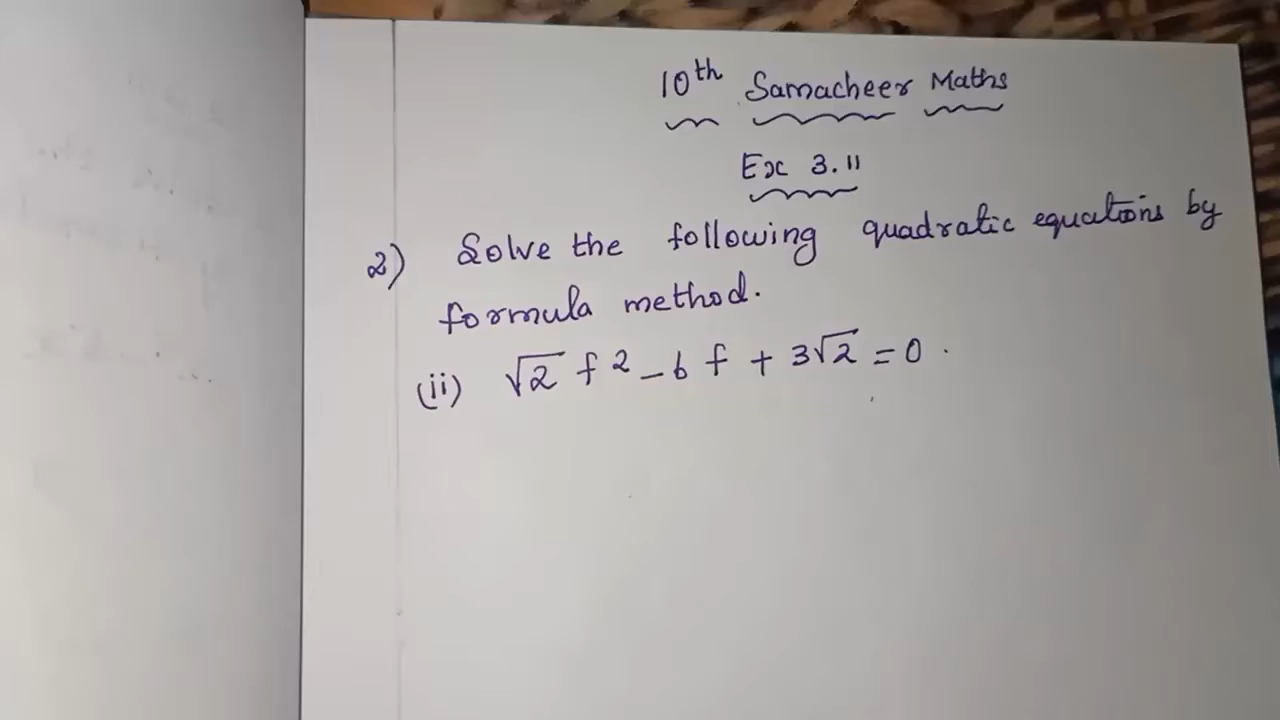 10th Samacheer Maths
Ex 3.11
2) Solve the following quadratic equations by
formula method.
(ii) √2 f² - 6 f + 3√2 = 0.